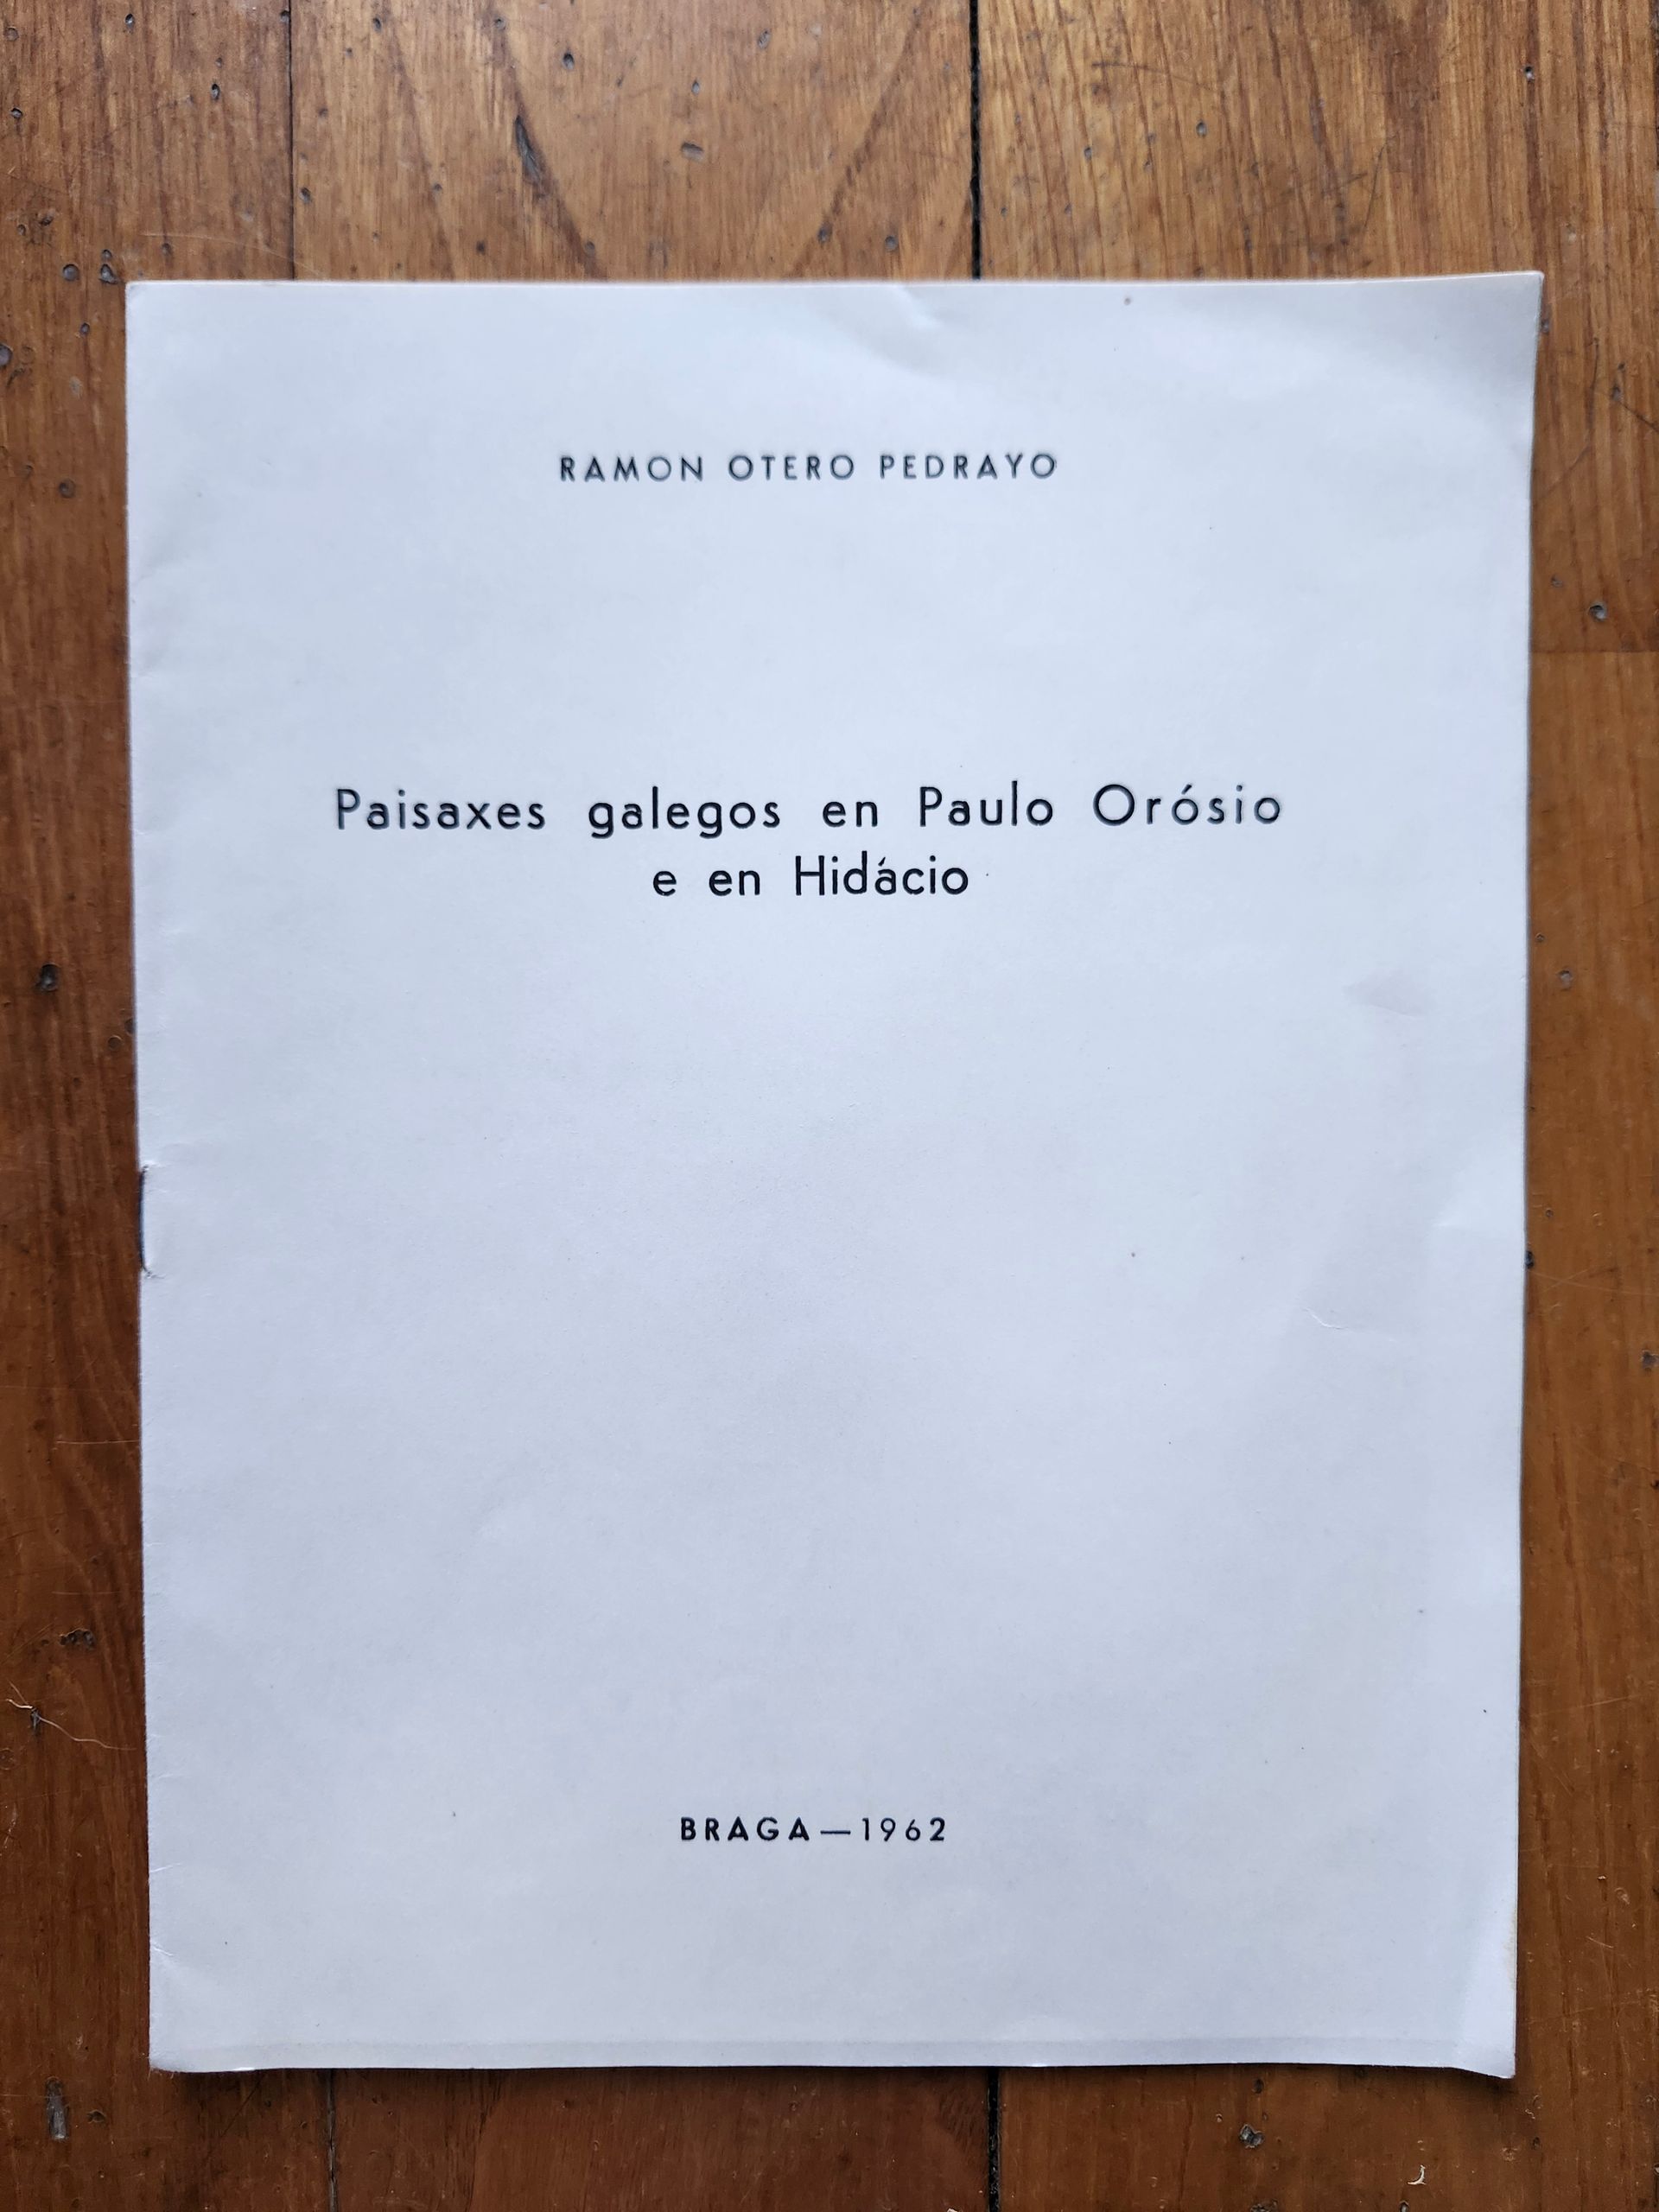 RAMON OTERO PEDRAYO
Paisaxes galegos en Paulo Orósio
e en Hidácio
BRAGA—1962